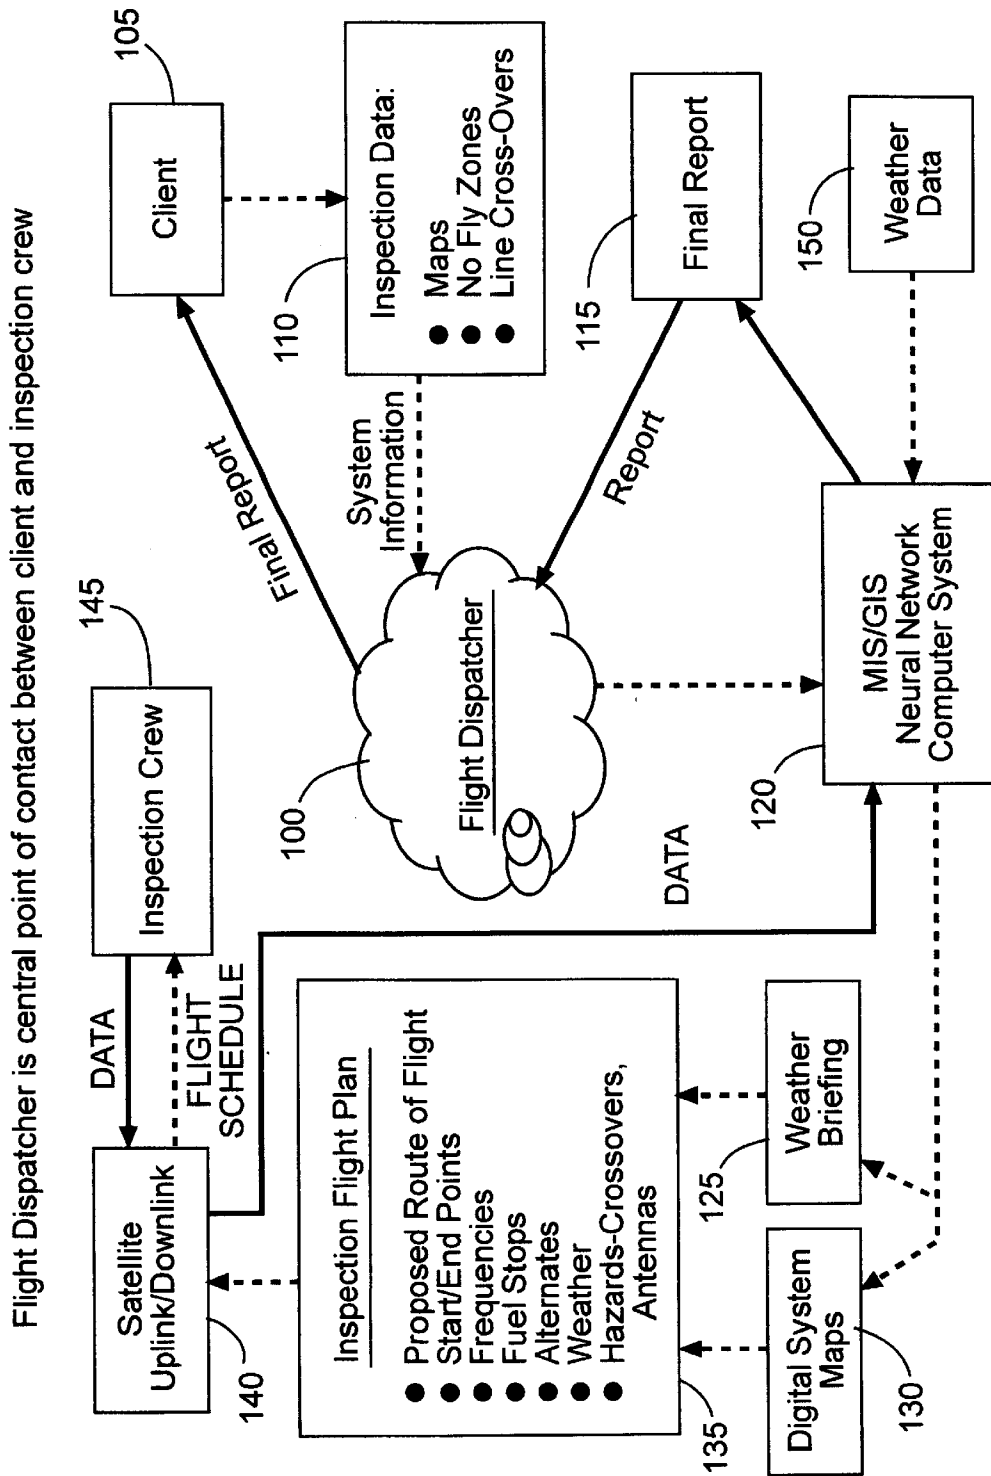 Flight Dispatcher is central point of contact between client and inspection crew
Satellite
Uplink/Downlink
140
DATA
FLIGHT
SCHEDULE
Inspection Crew
145
Client
105
Final Report
Inspection Flight Plan
● Proposed Route of Flight
● Start/End Points
● Frequencies
● Fuel Stops
● Alternates
● Weather
● Hazards-Crossovers,
Antennas
135
100
Flight Dispatcher
System
Information
110
Inspection Data:
● Maps
● No Fly Zones
● Line Cross-Overs
DATA
Report
115
Final Report
Digital System
Maps
130
125
Weather
Briefing
120
MIS/GIS
Neural Network
Computer System
150
Weather
Data